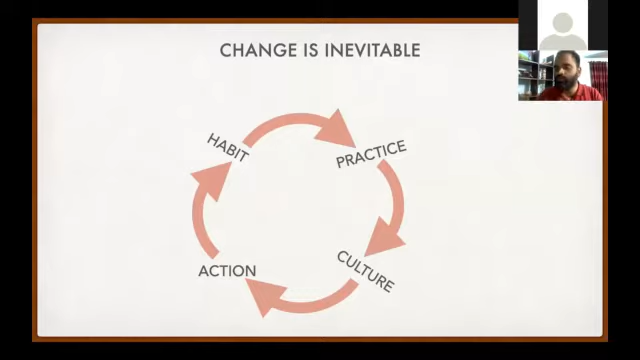 CHANGE IS INEVITABLE
HABIT
PRACTICE
CULTURE
ACTION